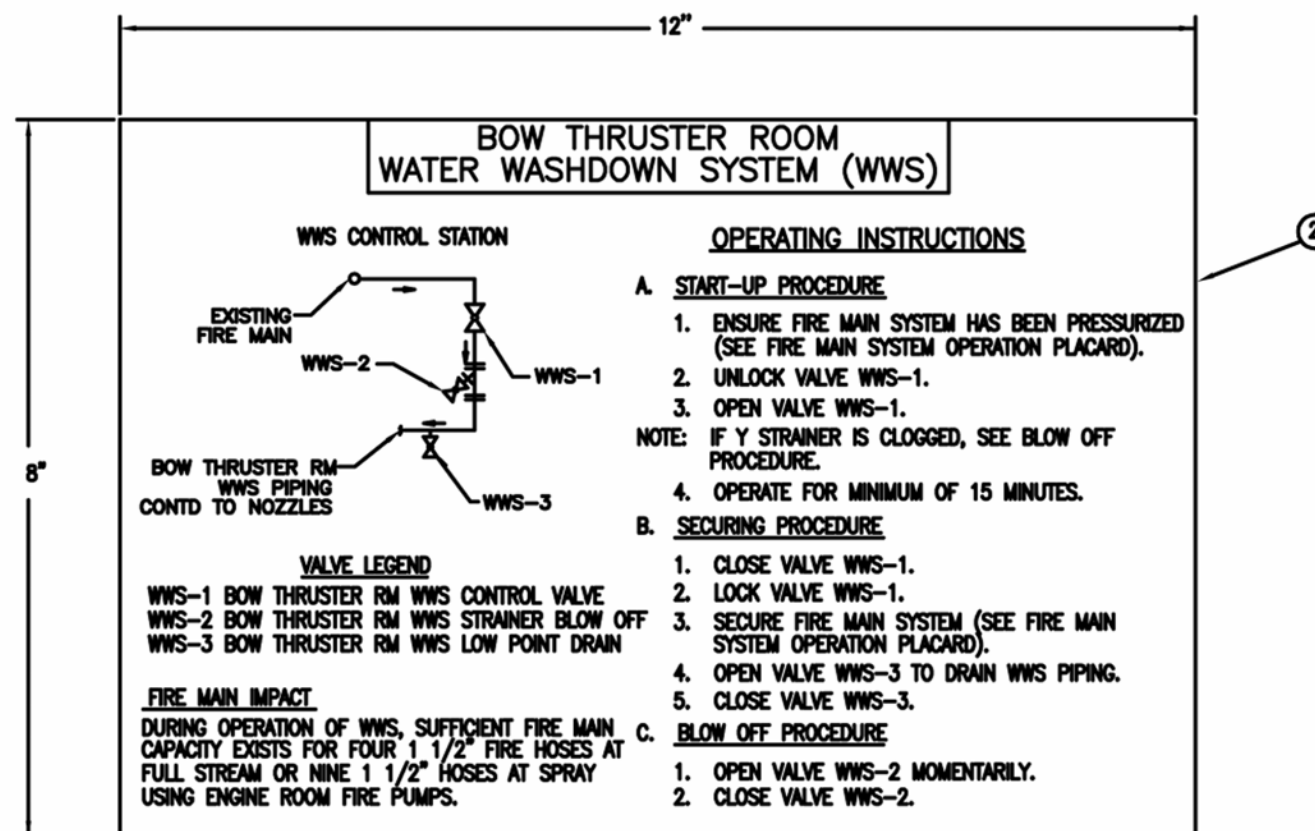 12"
8"
BOW THRUSTER ROOM
WATER WASHDOWN SYSTEM (WWS)
WWS CONTROL STATION
EXISTING
FIRE MAIN
WWS-2
WWS-1
BOW THRUSTER RM
WWS PIPING
CONTD TO NOZZLES
WWS-3
VALVE LEGEND
WWS-1 BOW THRUSTER RM WWS CONTROL VALVE
WWS-2 BOW THRUSTER RM WWS STRAINER BLOW OFF
WWS-3 BOW THRUSTER RM WWS LOW POINT DRAIN
FIRE MAIN IMPACT
DURING OPERATION OF WWS, SUFFICIENT FIRE MAIN
CAPACITY EXISTS FOR FOUR 1 1/2" FIRE HOSES AT
FULL STREAM OR NINE 1 1/2" HOSES AT SPRAY
USING ENGINE ROOM FIRE PUMPS.
OPERATING INSTRUCTIONS
A. START-UP PROCEDURE
1. ENSURE FIRE MAIN SYSTEM HAS BEEN PRESSURIZED
(SEE FIRE MAIN SYSTEM OPERATION PLACARD).
2. UNLOCK VALVE WWS-1.
3. OPEN VALVE WWS-1.
NOTE: IF Y STRAINER IS CLOGGED, SEE BLOW OFF
PROCEDURE.
4. OPERATE FOR MINIMUM OF 15 MINUTES.
B. SECURING PROCEDURE
1. CLOSE VALVE WWS-1.
2. LOCK VALVE WWS-1.
3. SECURE FIRE MAIN SYSTEM (SEE FIRE MAIN
SYSTEM OPERATION PLACARD).
4. OPEN VALVE WWS-3 TO DRAIN WWS PIPING.
5. CLOSE VALVE WWS-3.
C. BLOW OFF PROCEDURE
1. OPEN VALVE WWS-2 MOMENTARILY.
2. CLOSE VALVE WWS-2.